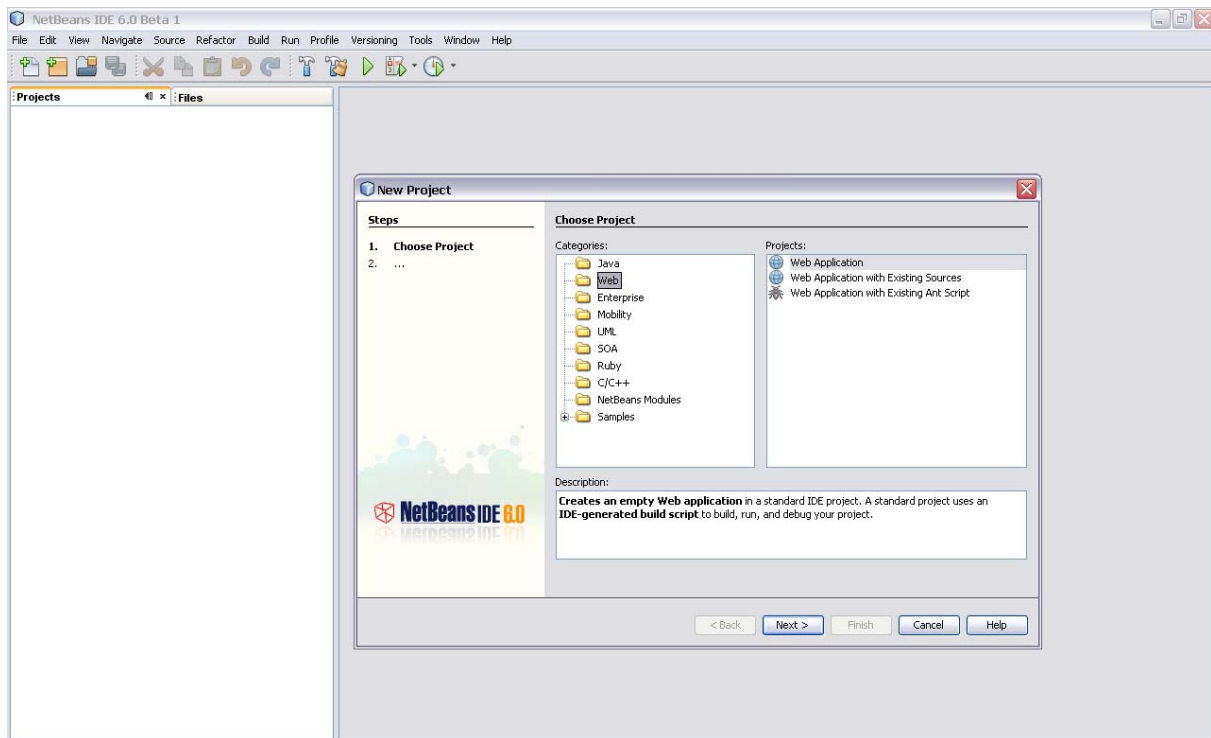 NetBeans IDE 6.0 Beta 1
File Edit View Navigate Source Refactor Build Run Profile Versioning Tools Window Help
Projects Files
New Project
Steps
1. Choose Project
2. ...
Choose Project
Categories:
Java
Web
Enterprise
Mobility
UML
SOA
Ruby
C/C++
NetBeans Modules
Samples
Projects:
Web Application
Web Application with Existing Sources
Web Application with Existing Ant Script
Description:
Creates an empty Web application in a standard IDE project. A standard project uses an
IDE-generated build script to build, run, and debug your project.
NetBeans IDE 6.0
< Back Next > Finish Cancel Help